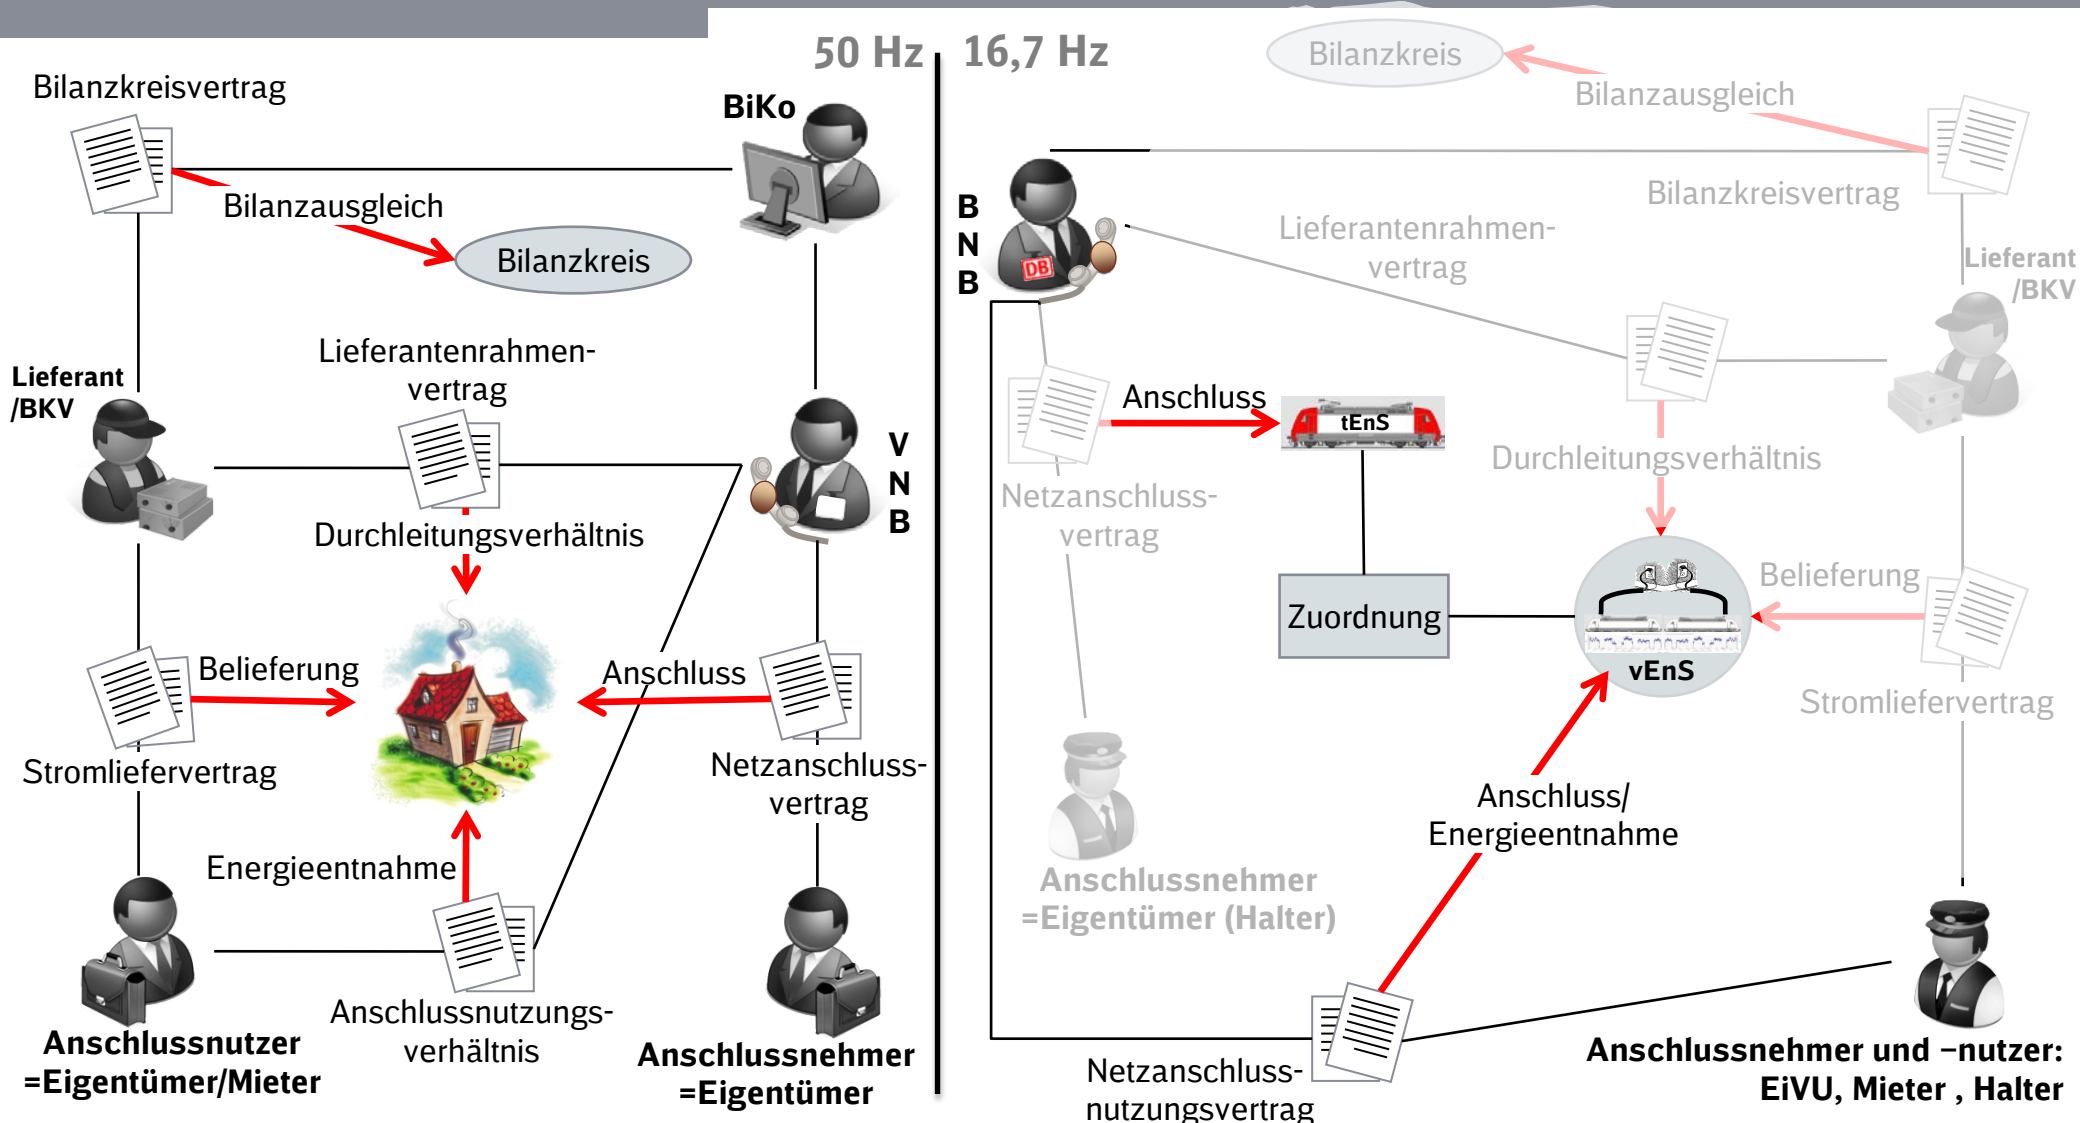 50 Hz
16,7 Hz
Bilanzkreisvertrag
BiKo
Bilanzausgleich
Bilanzkreis
Lieferantenrahmen-
vertrag
Lieferant
/BKV
V
N
B
Durchleitungsverhältnis
Belieferung
Anschluss
Stromliefervertrag
Netzanschluss-
vertrag
Energieentnahme
Anschlussnutzungs-
verhältnis
Anschlussnutzer
=Eigentümer/Mieter
Anschlussnehmer
=Eigentümer
Bilanzkreis
Bilanzausgleich
Bilanzkreisvertrag
B
N
B
DB
Lieferantenrahmen-
vertrag
Lieferant
/BKV
Anschluss
tEnS
Durchleitungsverhältnis
Netzanschluss-
vertrag
Zuordnung
Belieferung
vEnS
Stromliefervertrag
Anschluss/
Energieentnahme
Anschlussnehmer
=Eigentümer (Halter)
Netzanschluss-
nutzungsvertrag
Anschlussnehmer und –nutzer:
EiVU, Mieter , Halter